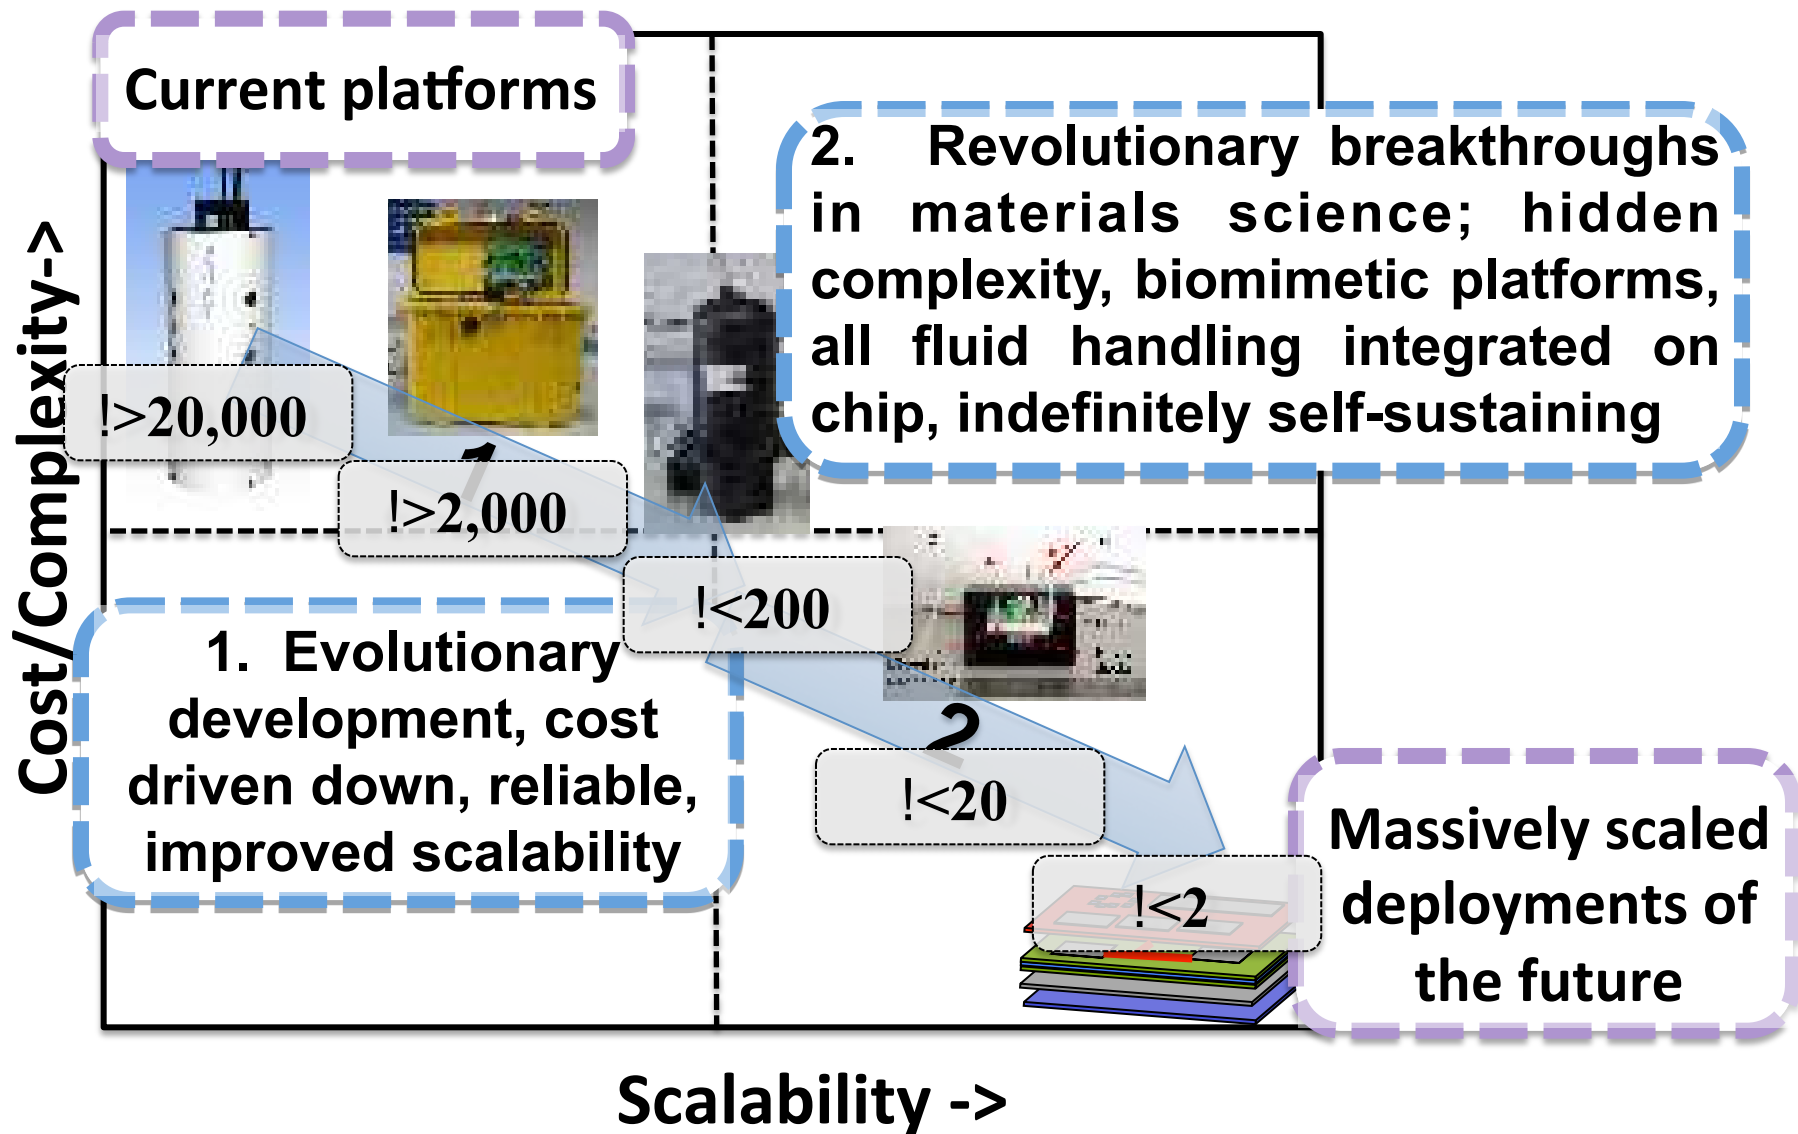 Current platforms
2. Revolutionary breakthroughs
in materials science; hidden
complexity, biomimetic platforms,
all fluid handling integrated on
chip, indefinitely self-sustaining
Cost/Complexity->
!>20,000
1
!>2,000
!<200
1. Evolutionary
development, cost
driven down, reliable,
improved scalability
2
!<20
!<2
Massively scaled
deployments of
the future
Scalability ->